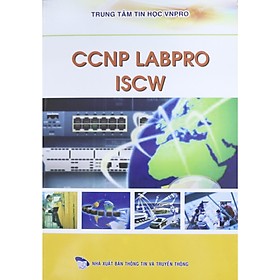 TRUNG TÂM TIN HỌC VNPRO
CCNP LABPRO
ISCW
NHÀ XUẤT BẢN THÔNG TIN VÀ TRUYỀN THÔNG